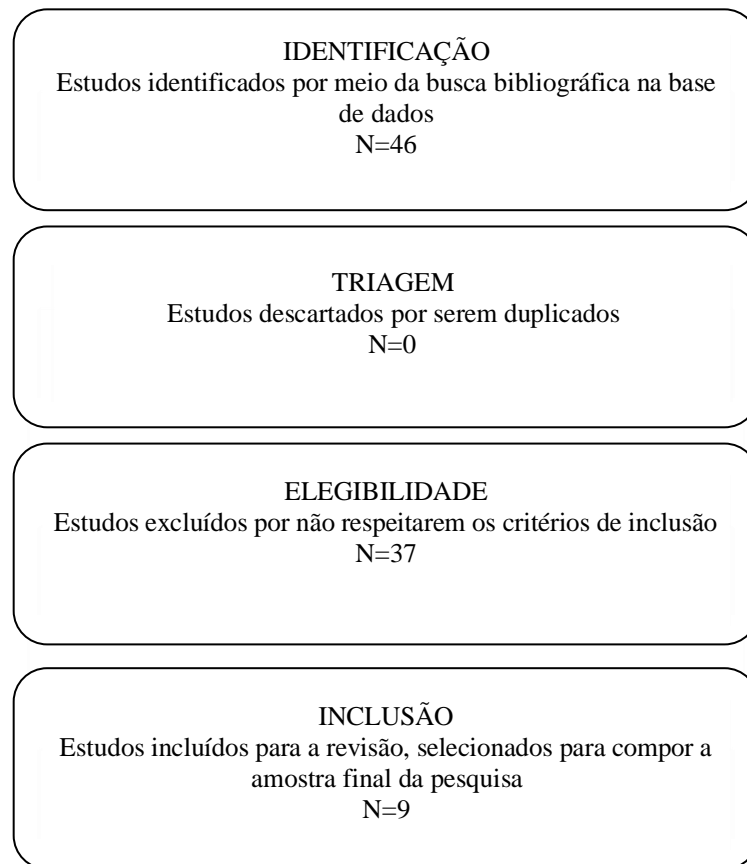 IDENTIFICAÇÃO
Estudos identificados por meio da busca bibliográfica na base
de dados
N=46
TRIAGEM
Estudos descartados por serem duplicados
N=0
ELEGIBILIDADE
Estudos excluídos por não respeitarem os critérios de inclusão
N=37
INCLUSÃO
Estudos incluídos para a revisão, selecionados para compor a
amostra final da pesquisa
N=9